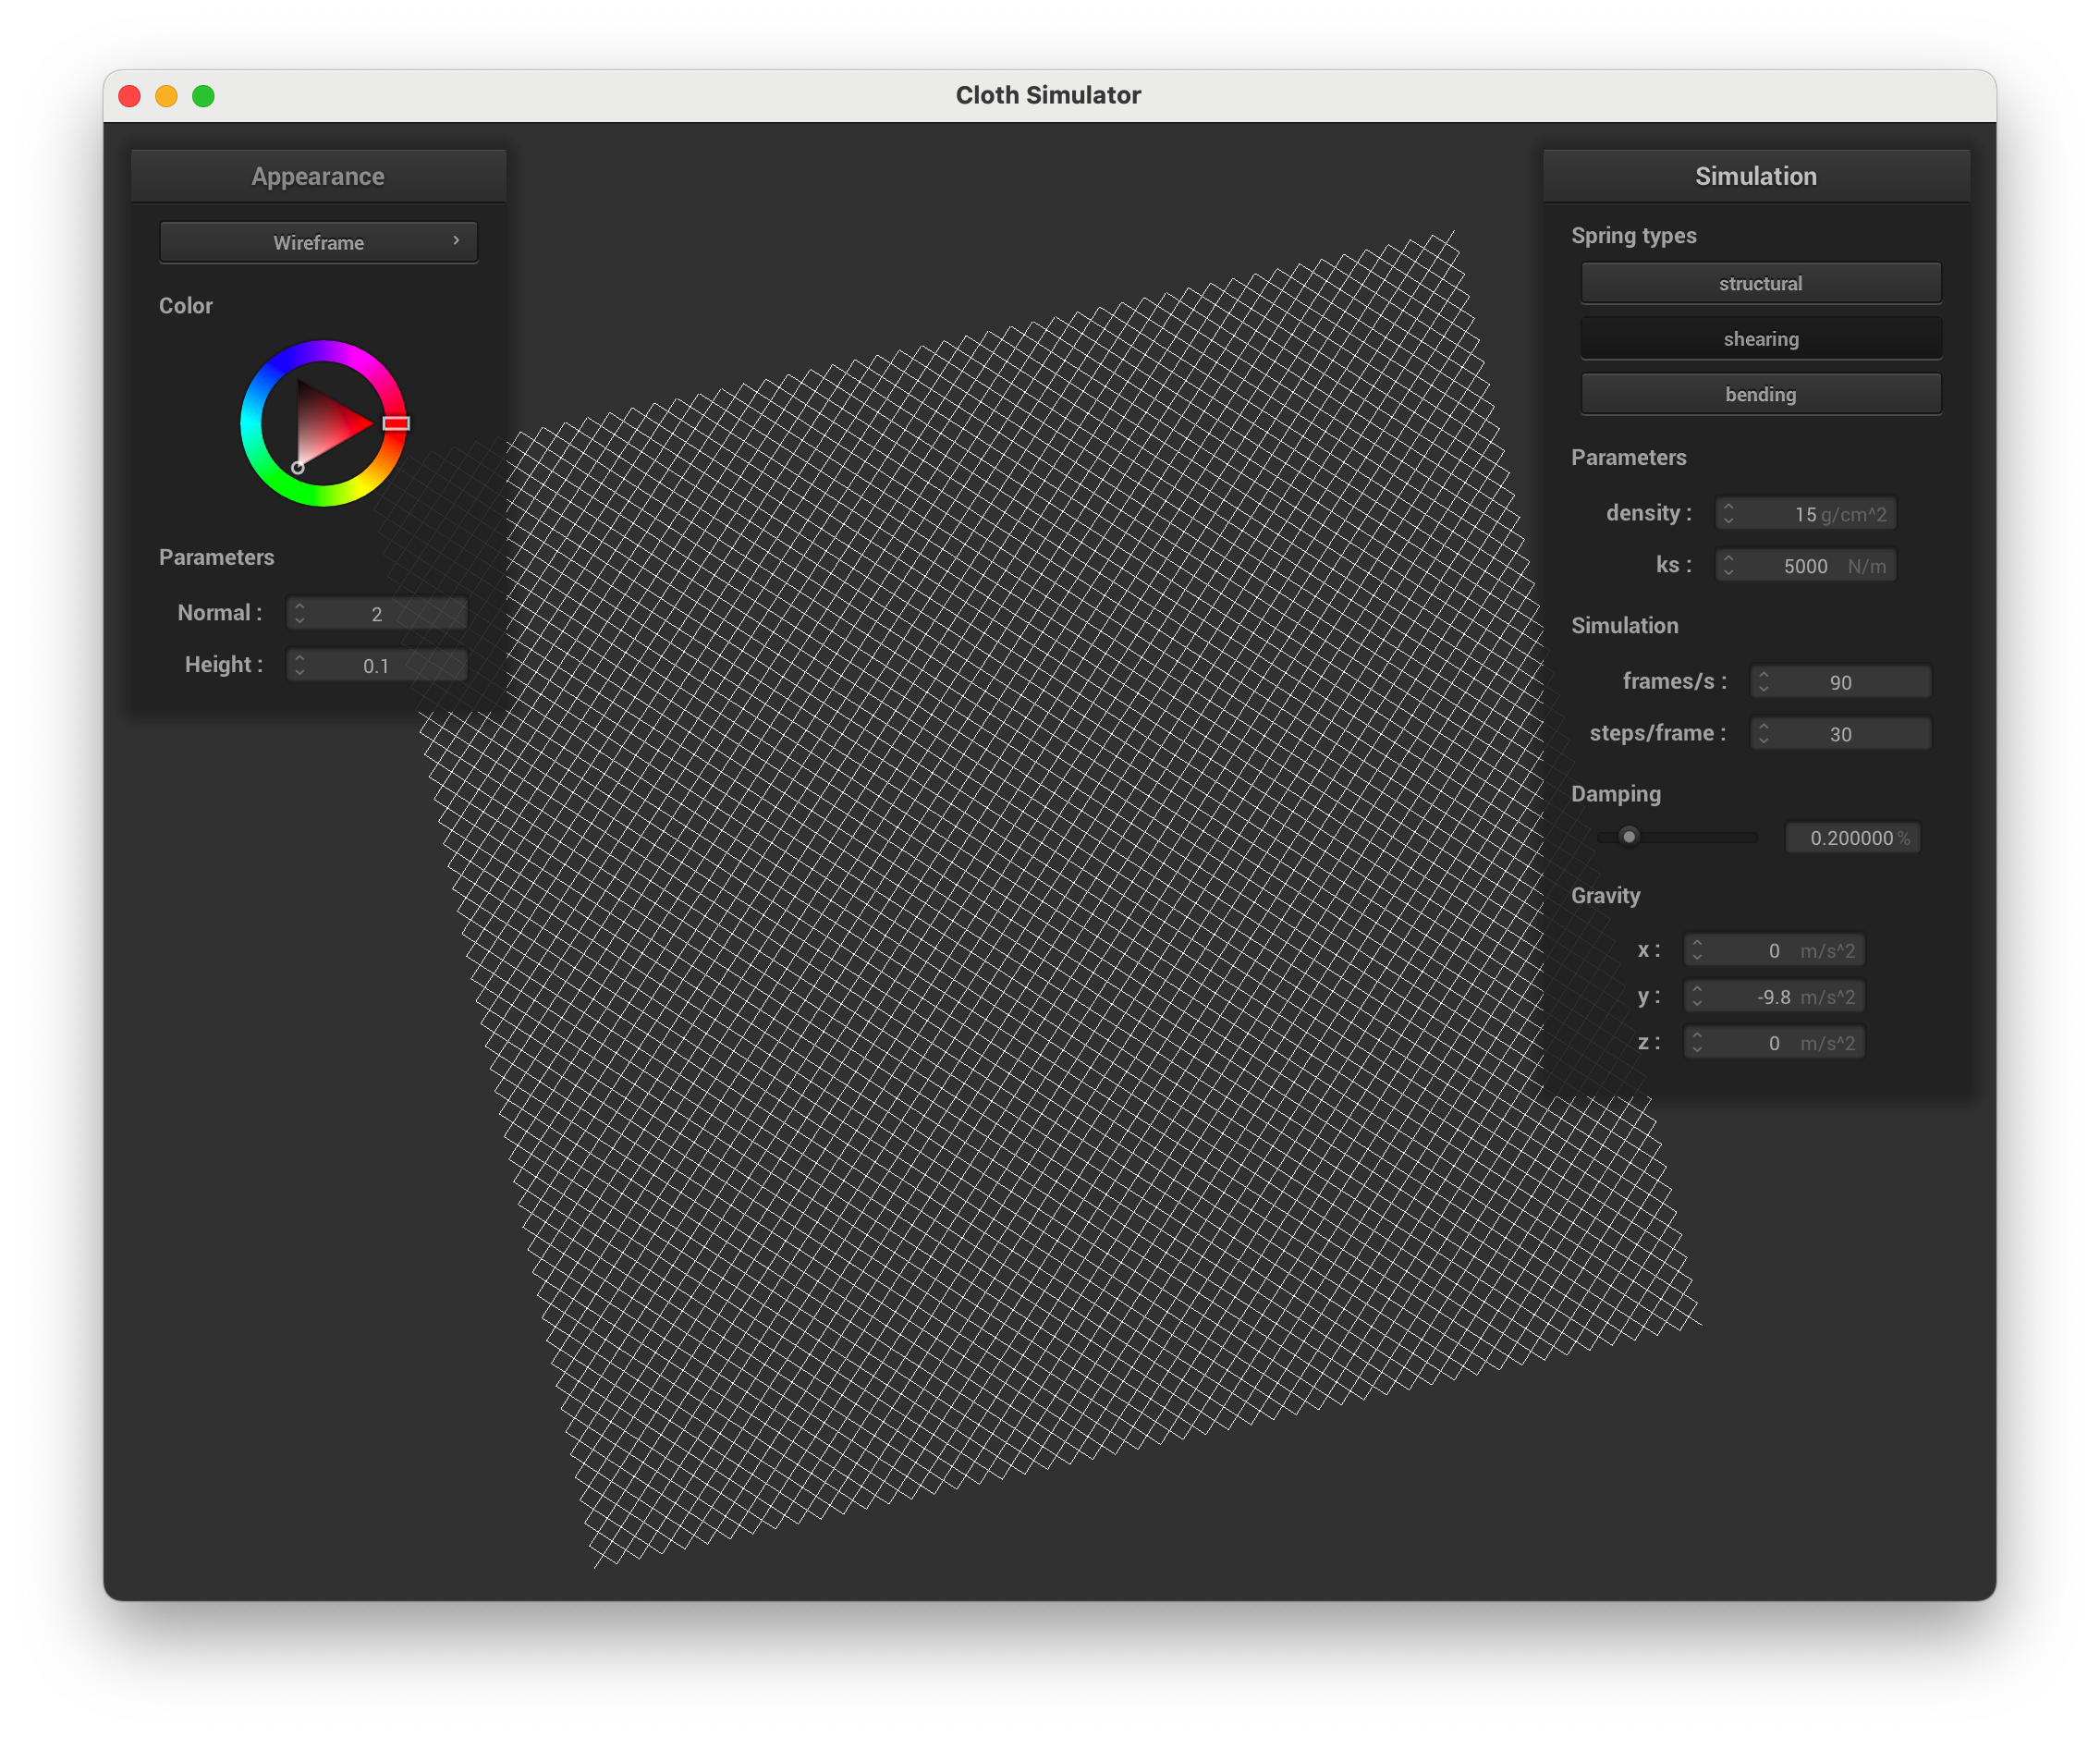 Cloth Simulator
Appearance
Wireframe
Color
Parameters
Normal : 2
Height : 0.1
Simulation
Spring types
structural
shearing
bending
Parameters
density : 15 g/cm^2
ks : 5000 N/m
Simulation
frames/s : 90
steps/frame : 30
Damping
0.200000 %
Gravity
x : 0 m/s^2
y : -9.8 m/s^2
z : 0 m/s^2